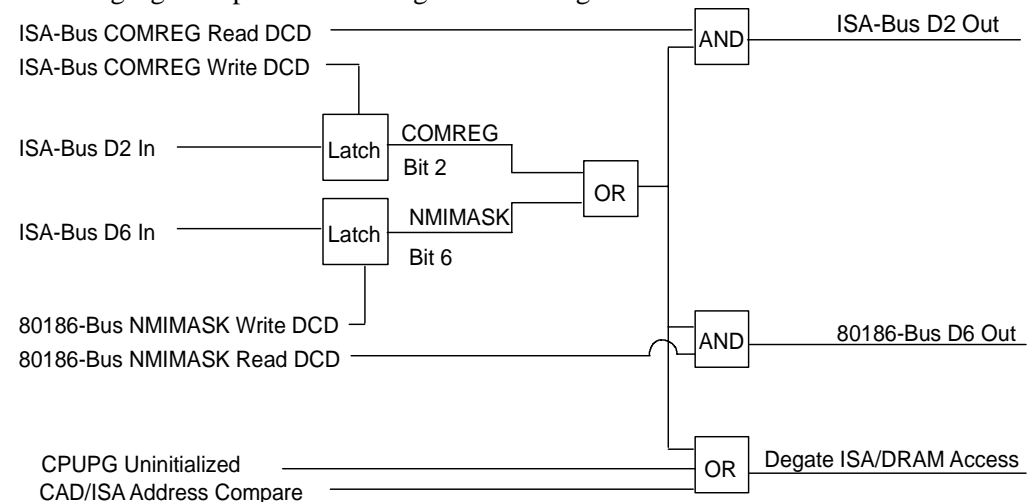 ISA-Bus COMREG Read DCD
AND
ISA-Bus D2 Out
ISA-Bus COMREG Write DCD
ISA-Bus D2 In
Latch
COMREG
Bit 2
OR
ISA-Bus D6 In
Latch
NMIMASK
Bit 6
80186-Bus NMIMASK Write DCD
80186-Bus NMIMASK Read DCD
AND
80186-Bus D6 Out
CPUPG Uninitialized
CAD/ISA Address Compare
OR
Degate ISA/DRAM Access